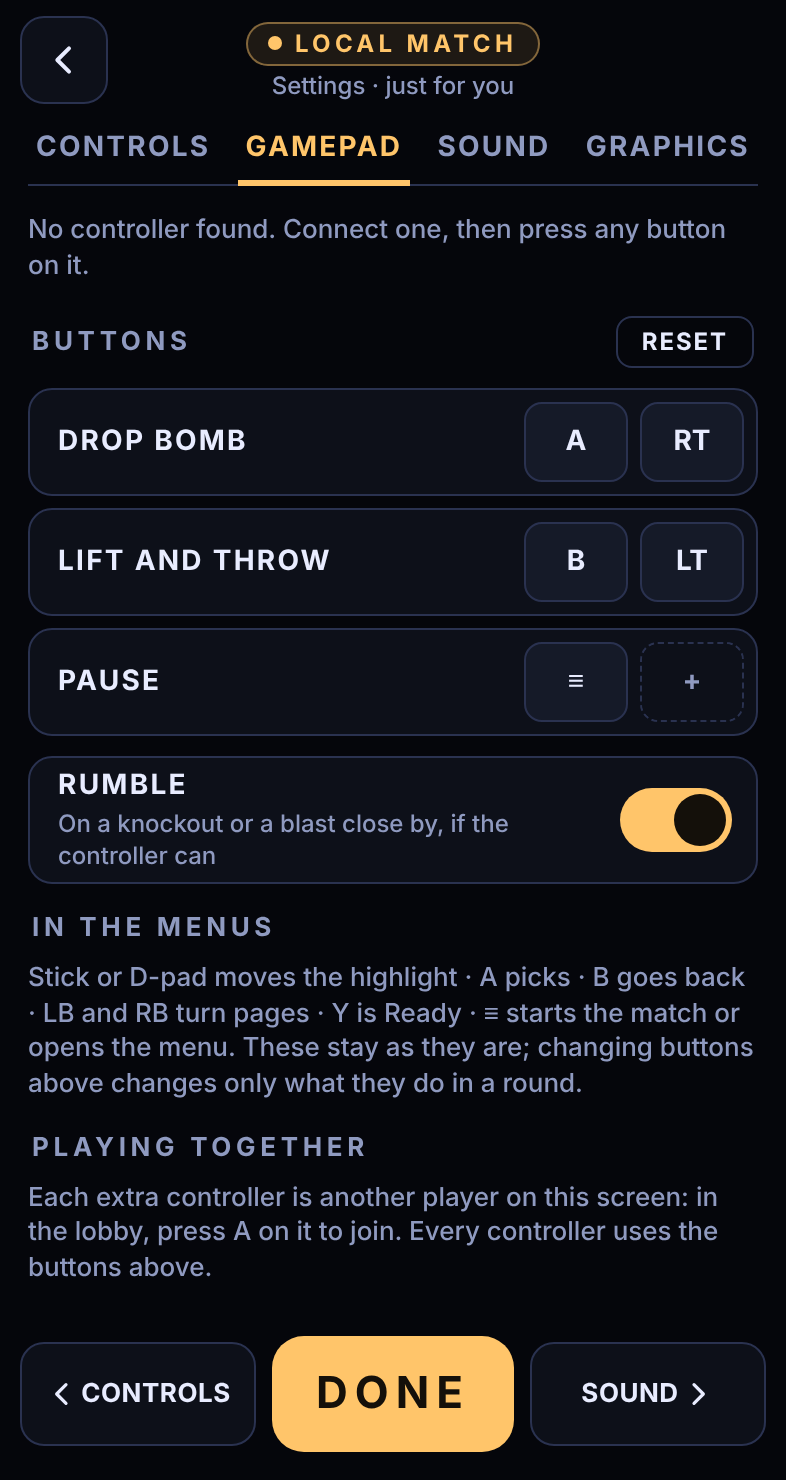 LOCAL MATCH
Settings · just for you
CONTROLS GAMEPAD SOUND GRAPHICS
No controller found. Connect one, then press any button
on it.
BUTTONS RESET
DROP BOMB A RT
LIFT AND THROW B LT
PAUSE ≡ +
RUMBLE
On a knockout or a blast close by, if the
controller can
IN THE MENUS
Stick or D-pad moves the highlight · A picks · B goes back
· LB and RB turn pages · Y is Ready · ≡ starts the match or
opens the menu. These stay as they are; changing buttons
above changes only what they do in a round.
PLAYING TOGETHER
Each extra controller is another player on this screen: in
the lobby, press A on it to join. Every controller uses the
buttons above.
CONTROLS DONE SOUND